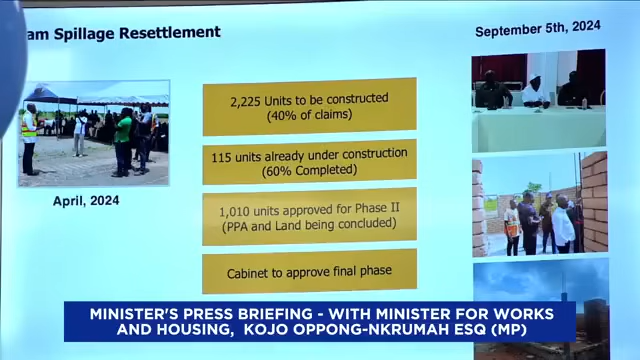 am Spillage Resettlement
September 5th, 2024
2,225 Units to be constructed
(40% of claims)
115 units already under construction
(60% Completed)
April, 2024
1,010 units approved for Phase II
(PPA and Land being concluded)
Cabinet to approve final phase
MINISTER'S PRESS BRIEFING - WITH MINISTER FOR WORKS
AND HOUSING, KOJO OPPONG-NKRUMAH ESQ (MP)